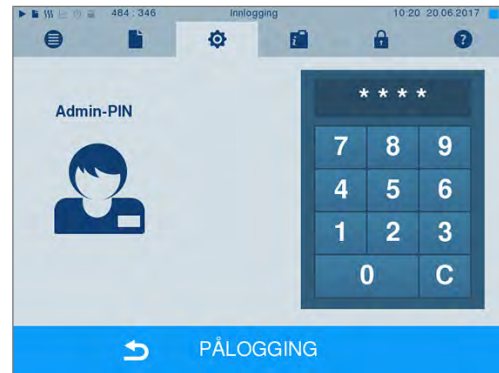 484 : 346 Innlogging 10:20 20.06.2017
Admin-PIN
* * * *
7 8 9
4 5 6
1 2 3
0 C
PÅLOGGING